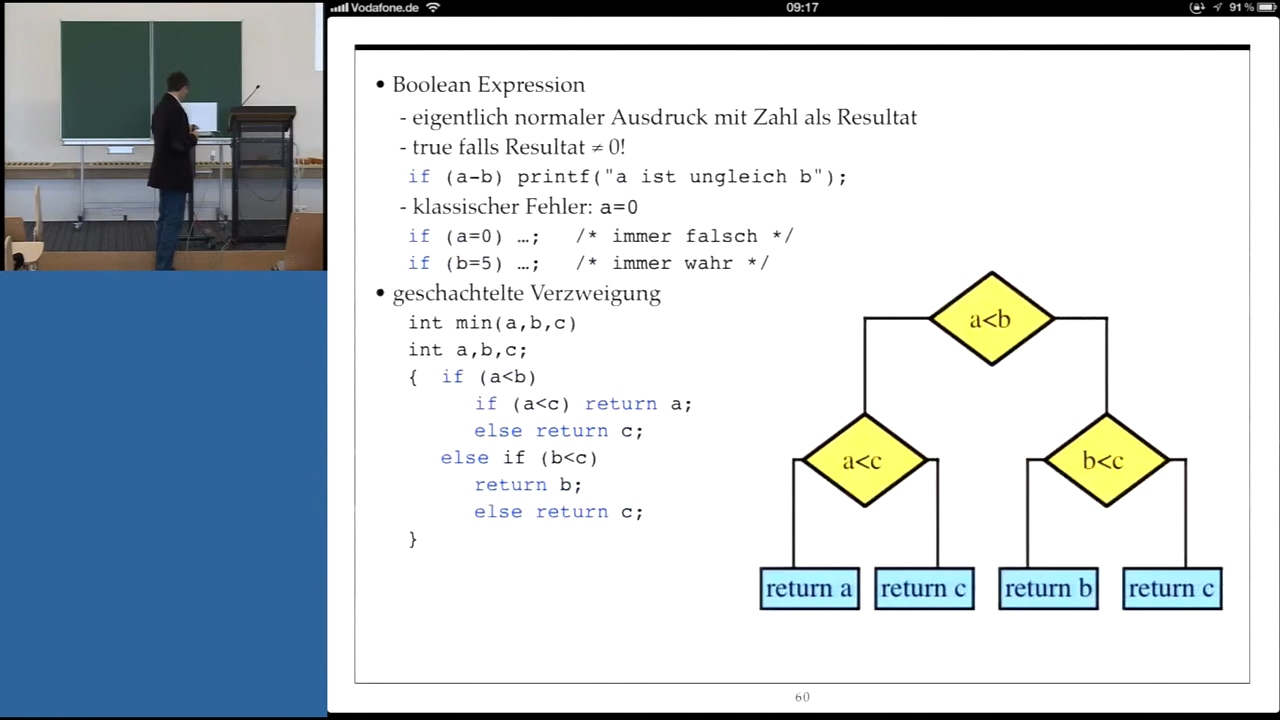 Vodafone.de 09:17 91 %
• Boolean Expression
- eigentlich normaler Ausdruck mit Zahl als Resultat
- true falls Resultat ≠ 0!
if (a-b) printf("a ist ungleich b");
- klassischer Fehler: a=0
if (a=0) …; /* immer falsch */
if (b=5) …; /* immer wahr */
• geschachtelte Verzweigung
int min(a,b,c)
int a,b,c;
{ if (a<b)
if (a<c) return a;
else return c;
else if (b<c)
return b;
else return c;
}
a<b
a<c
b<c
return a
return c
return b
return c
60